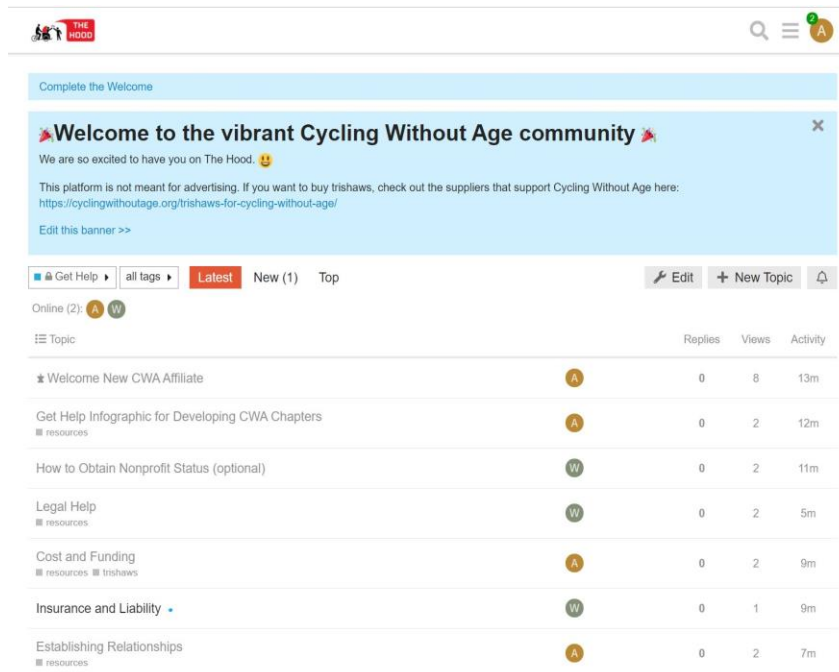 THE
HOOD
2
A
Complete the Welcome
Welcome to the vibrant Cycling Without Age community
We are so excited to have you on The Hood.
This platform is not meant for advertising. If you want to buy trishaws, check out the suppliers that support Cycling Without Age here:
https://cyclingwithoutage.org/trishaws-for-cycling-without-age/
Edit this banner >>
Get Help all tags Latest New (1) Top Edit + New Topic
Online (2): A W
Topic Replies Views Activity
Welcome New CWA Affiliate A 0 8 13m
Get Help Infographic for Developing CWA Chapters A 0 2 12m
resources
How to Obtain Nonprofit Status (optional) W 0 2 11m
Legal Help W 0 2 5m
resources
Cost and Funding A 0 2 9m
resources trishaws
Insurance and Liability W 0 1 9m
Establishing Relationships A 0 2 7m
resources